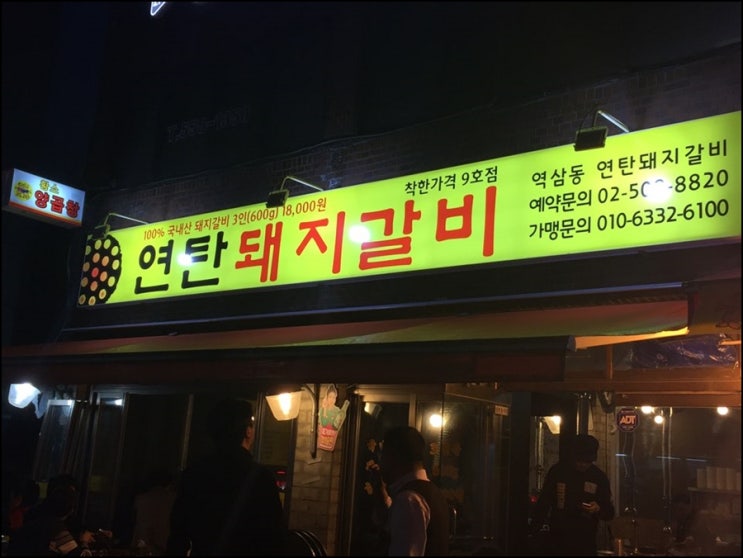 양곱창
100% 국내산 돼지갈비 3인(600g) 18,000원
착한가격 9호점
연탄돼지갈비
역삼동 연탄돼지갈비
예약문의 02-50 -8820
가맹문의 010-6332-6100
ADT